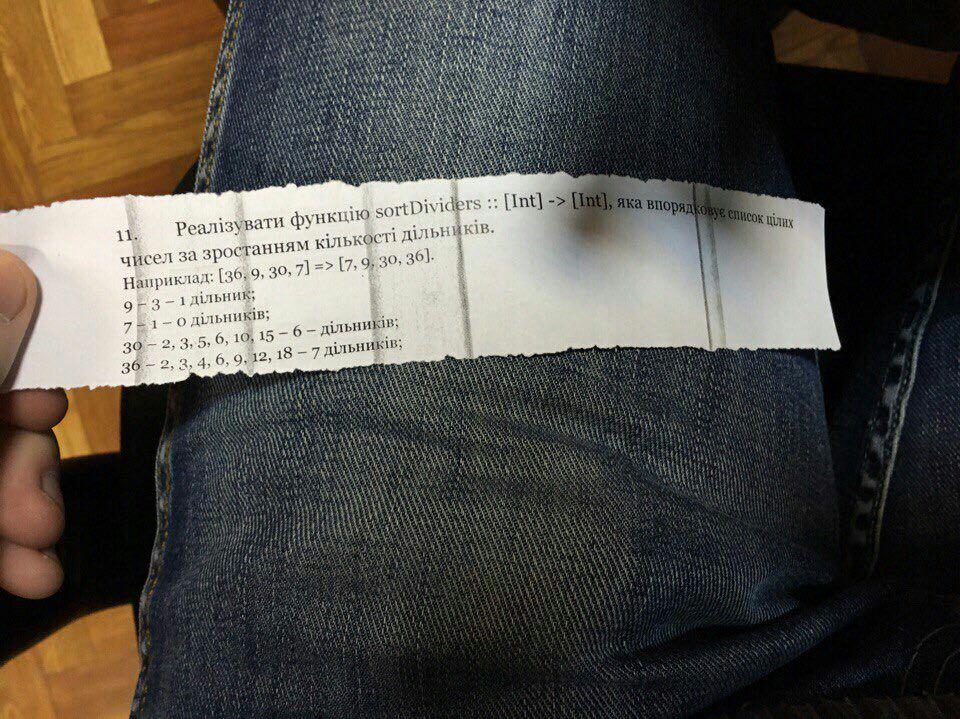 11. Реалізувати функцію sortDividers :: [Int] -> [Int], яка впорядковує список цілих
чисел за зростанням кількості дільників.
Наприклад: [36, 9, 30, 7] => [7, 9, 30, 36].
9 – 3 – 1 дільник;
7 – 1 – 0 дільників;
30 – 2, 3, 5, 6, 10, 15 – 6 – дільників;
36 – 2, 3, 4, 6, 9, 12, 18 – 7 дільників;